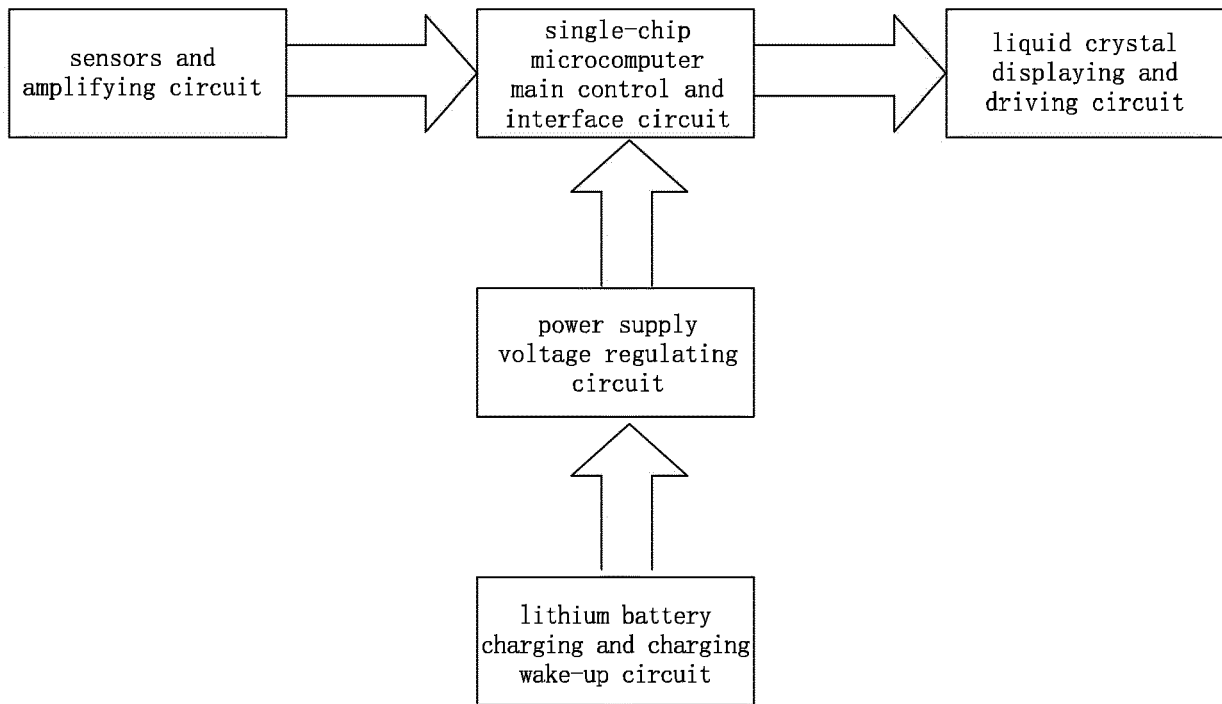 sensors and
amplifying circuit
single-chip
microcomputer
main control and
interface circuit
liquid crystal
displaying and
driving circuit
power supply
voltage regulating
circuit
lithium battery
charging and charging
wake-up circuit